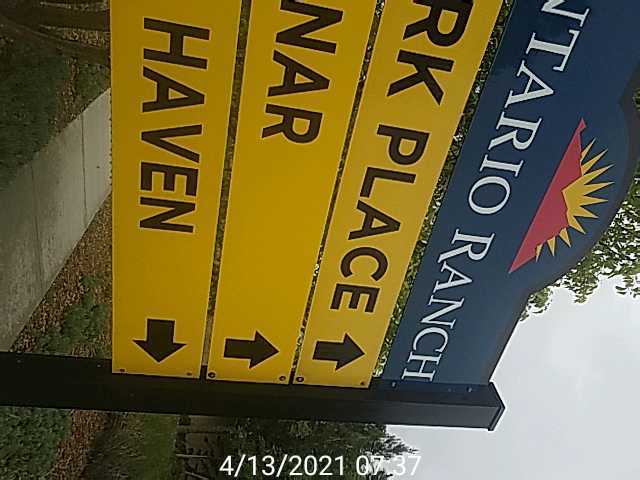 NTARIO RANCH
RK PLACE
NAR
HAVEN
4/13/2021 07:37